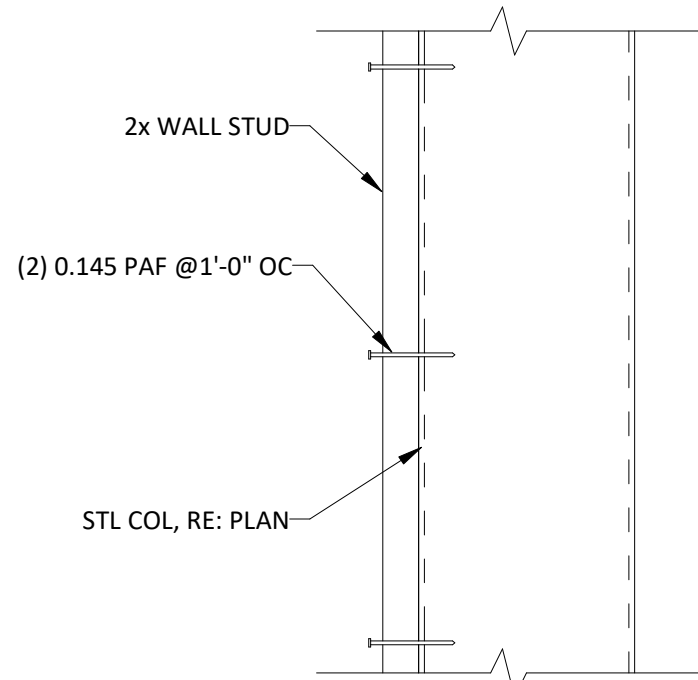 2x WALL STUD
(2) 0.145 PAF @1'-0" OC
STL COL, RE: PLAN